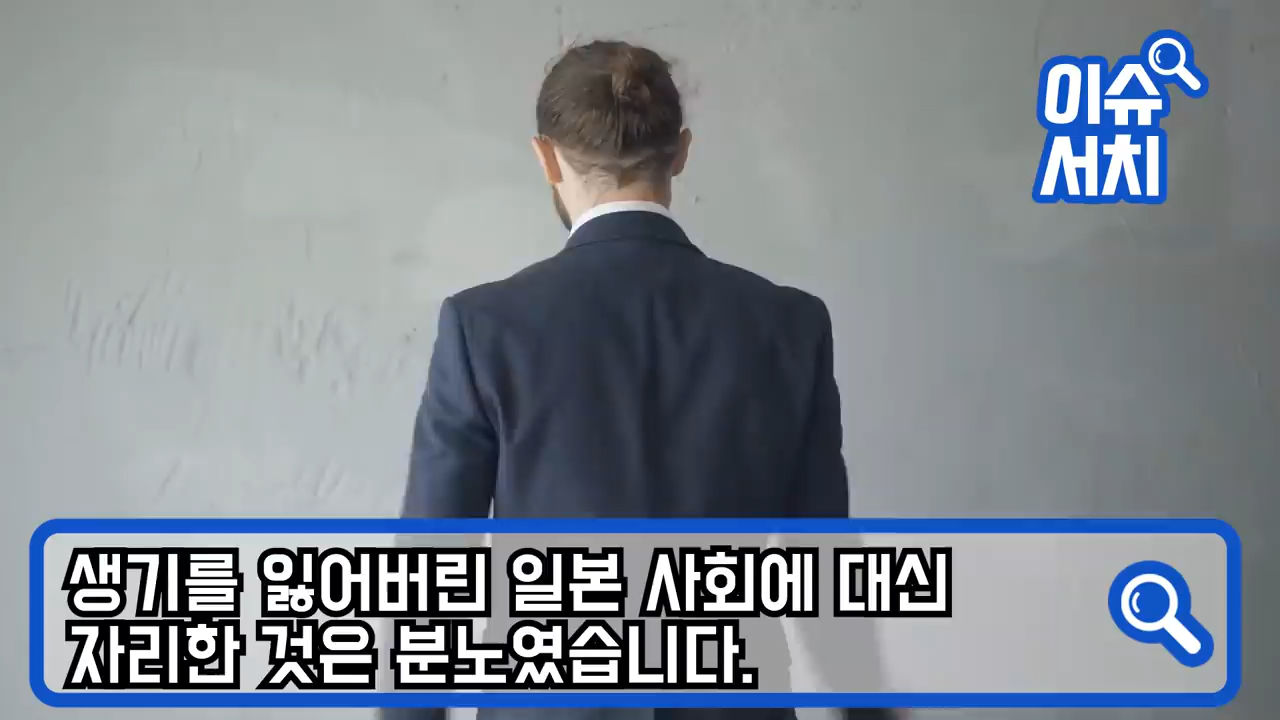 이슈
서치
생기를 잃어버린 일본 사회에 대신
자리한 것은 분노였습니다.